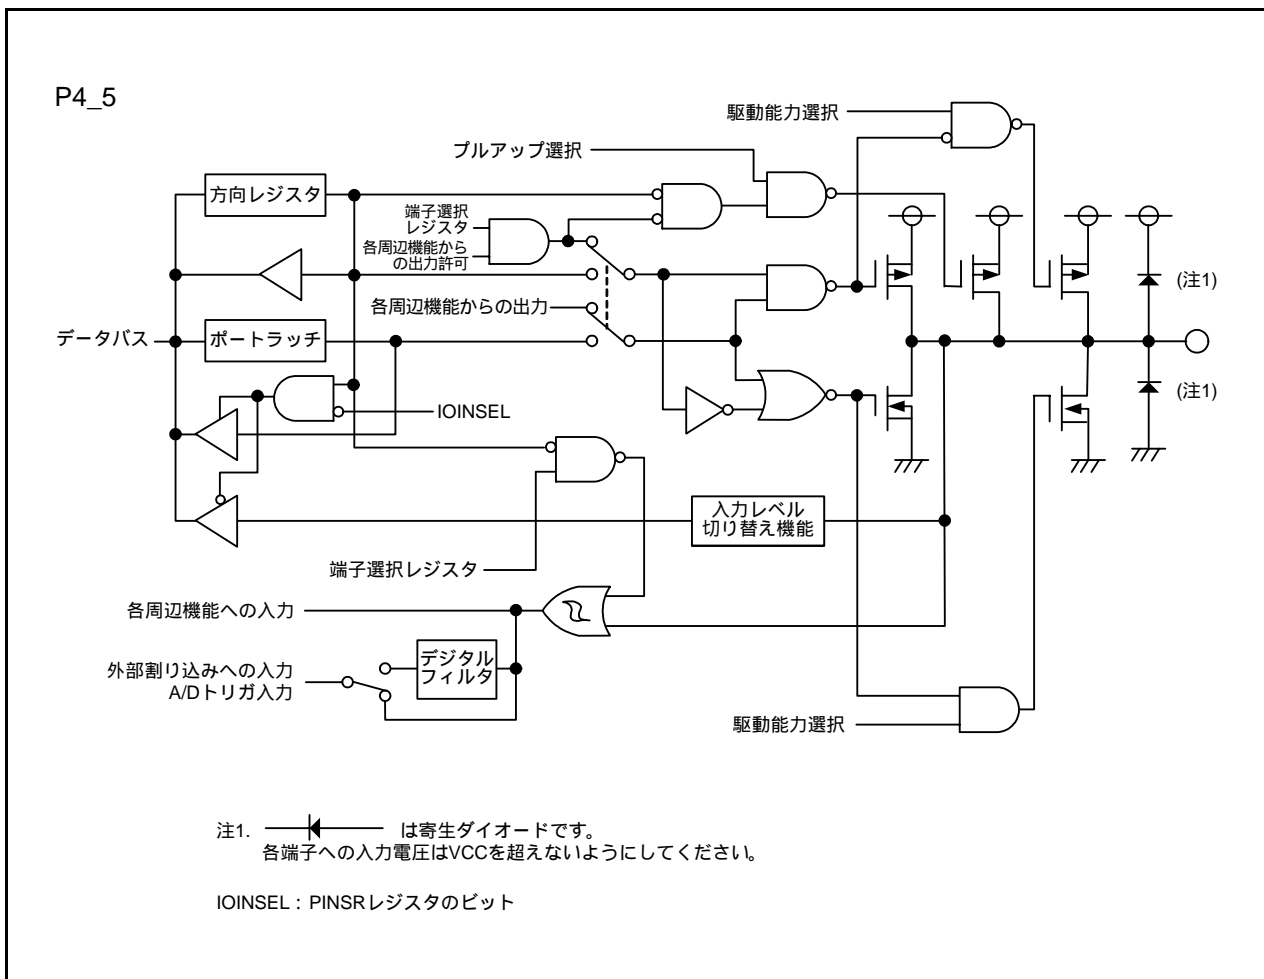 P4_5
駆動能力選択
プルアップ選択
方向レジスタ
端子選択
レジスタ
各周辺機能から
の出力許可
(注1)
各周辺機能からの出力
データバス
ポートラッチ
(注1)
IOINSEL
入力レベル
切り替え機能
端子選択レジスタ
各周辺機能への入力
デジタル
フィルタ
外部割り込みへの入力
A/Dトリガ入力
駆動能力選択
注1. は寄生ダイオードです。
各端子への入力電圧はVCCを超えないようにしてください。
IOINSEL : PINSRレジスタのビット